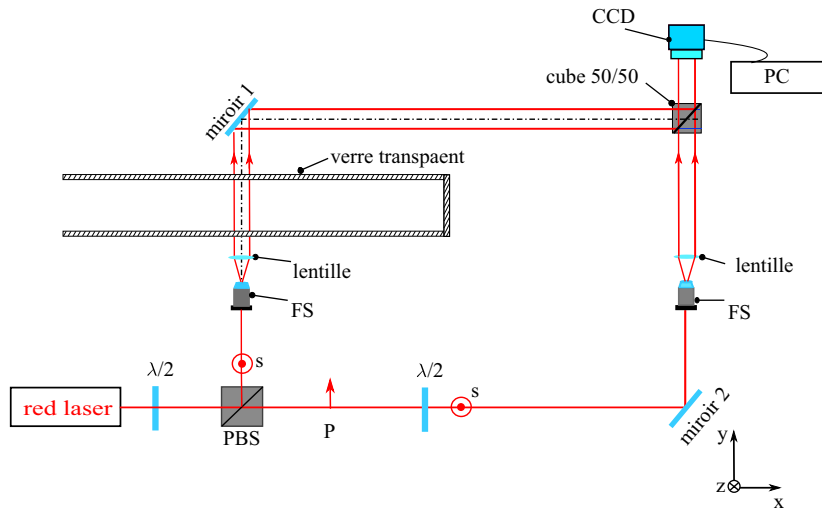 CCD
PC
cube 50/50
miroir 1
verre transpaent
lentille
lentille
FS
FS
s
λ/2
λ/2
s
red laser
PBS
P
miroir 2
y
z
x